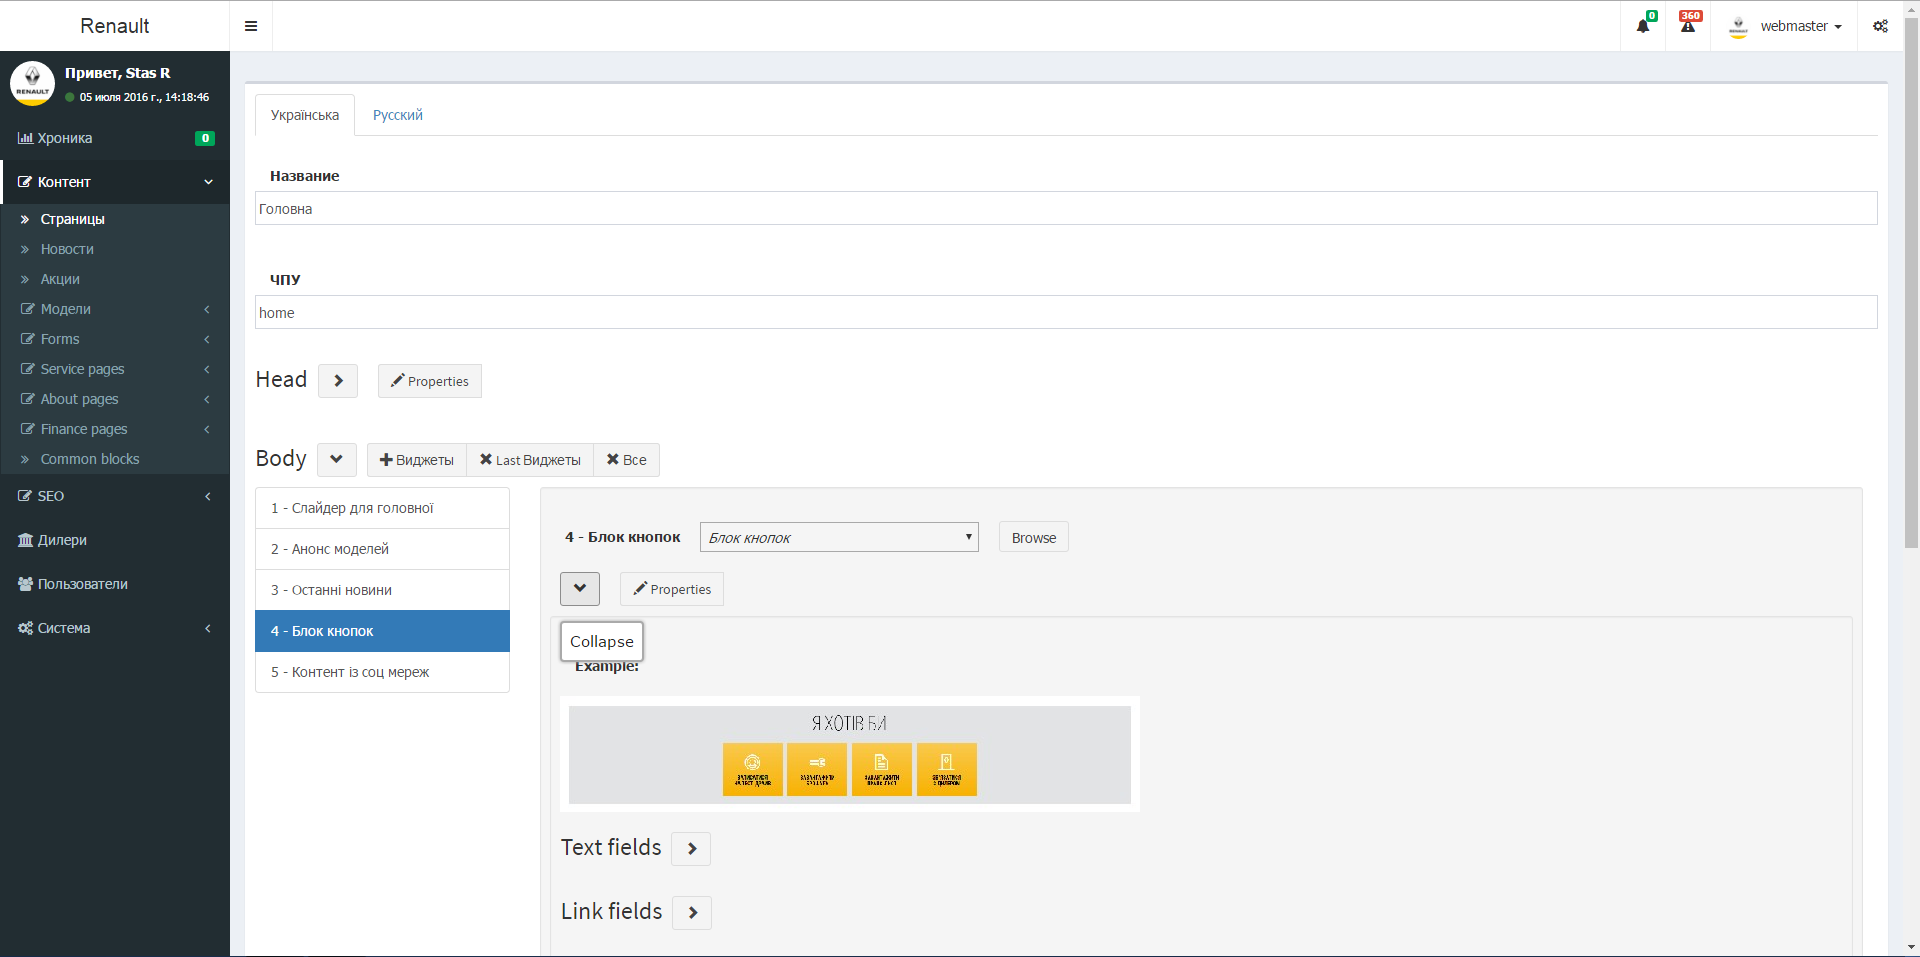 Renault
0
360
webmaster
RENAULT
Привет, Stas R
05 июля 2016 г., 14:18:46
Хроника
0
Контент
Страницы
Новости
Акции
Модели
Forms
Service pages
About pages
Finance pages
Common blocks
SEO
Дилери
Пользователи
Система
Українська
Русский
Название
Головна
ЧПУ
home
Head
Properties
Body
Виджеты
Last Виджеты
Все
1 - Слайдер для головної
2 - Анонс моделей
3 - Останні новини
4 - Блок кнопок
5 - Контент із соц мереж
4 - Блок кнопок
Блок кнопок
Browse
Properties
Collapse
Example:
Я ХОТІВ БИ
Text fields
Link fields